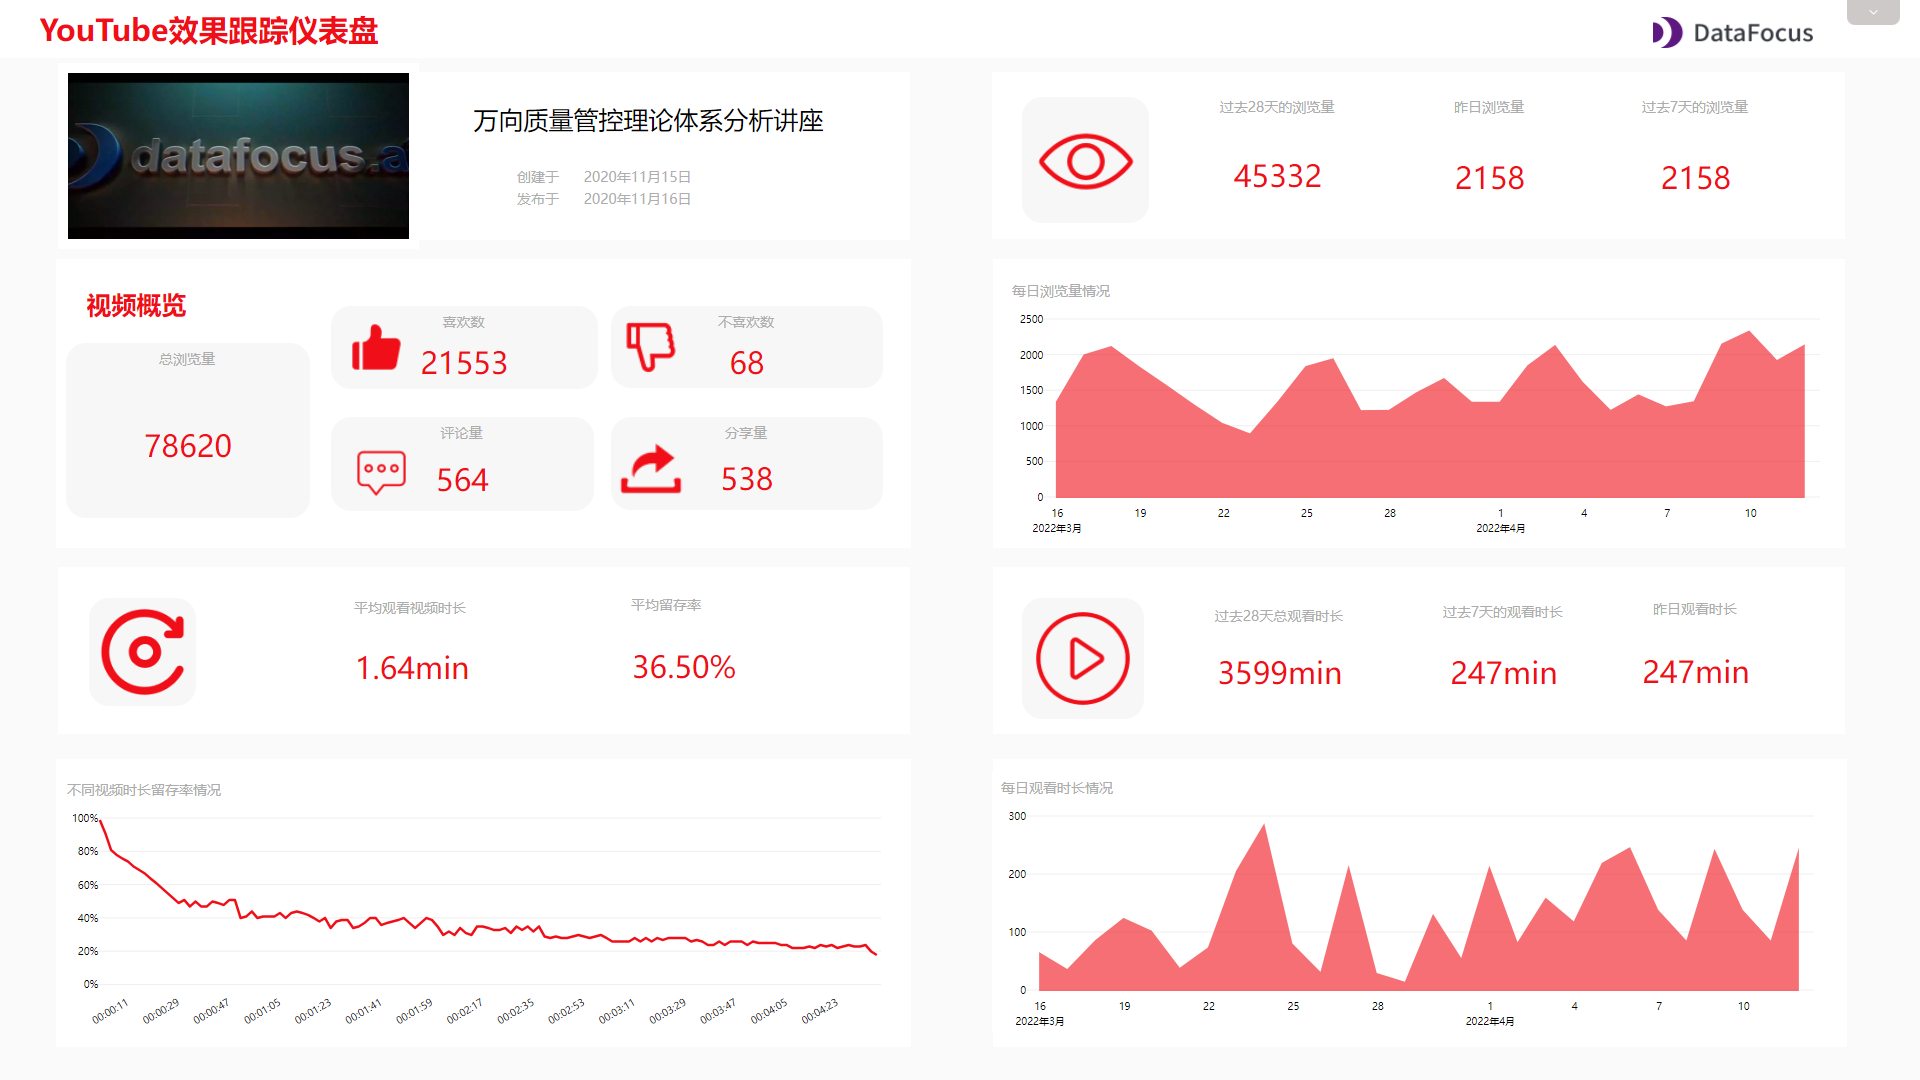 YouTube效果跟踪仪表盘
DataFocus
datafocus.a
万向质量管控理论体系分析讲座
创建于 2020年11月15日
发布于 2020年11月16日
过去28天的浏览量
45332
昨日浏览量
2158
过去7天的浏览量
2158
视频概览
总浏览量
78620
喜欢数
21553
不喜欢数
68
评论量
564
分享量
538
每日浏览量情况
2500
2000
1500
1000
500
0
16 19 22 25 28 1 4 7 10
2022年3月 2022年4月
平均观看视频时长
1.64min
平均留存率
36.50%
过去28天总观看时长
3599min
过去7天的观看时长
247min
昨日观看时长
247min
不同视频时长留存率情况
100%
80%
60%
40%
20%
0%
00:00:11 00:00:29 00:00:47 00:01:05 00:01:23 00:01:41 00:01:59 00:02:17 00:02:35 00:02:53 00:03:11 00:03:29 00:03:47 00:04:05 00:04:23
每日观看时长情况
300
200
100
0
16 19 22 25 28 1 4 7 10
2022年3月 2022年4月